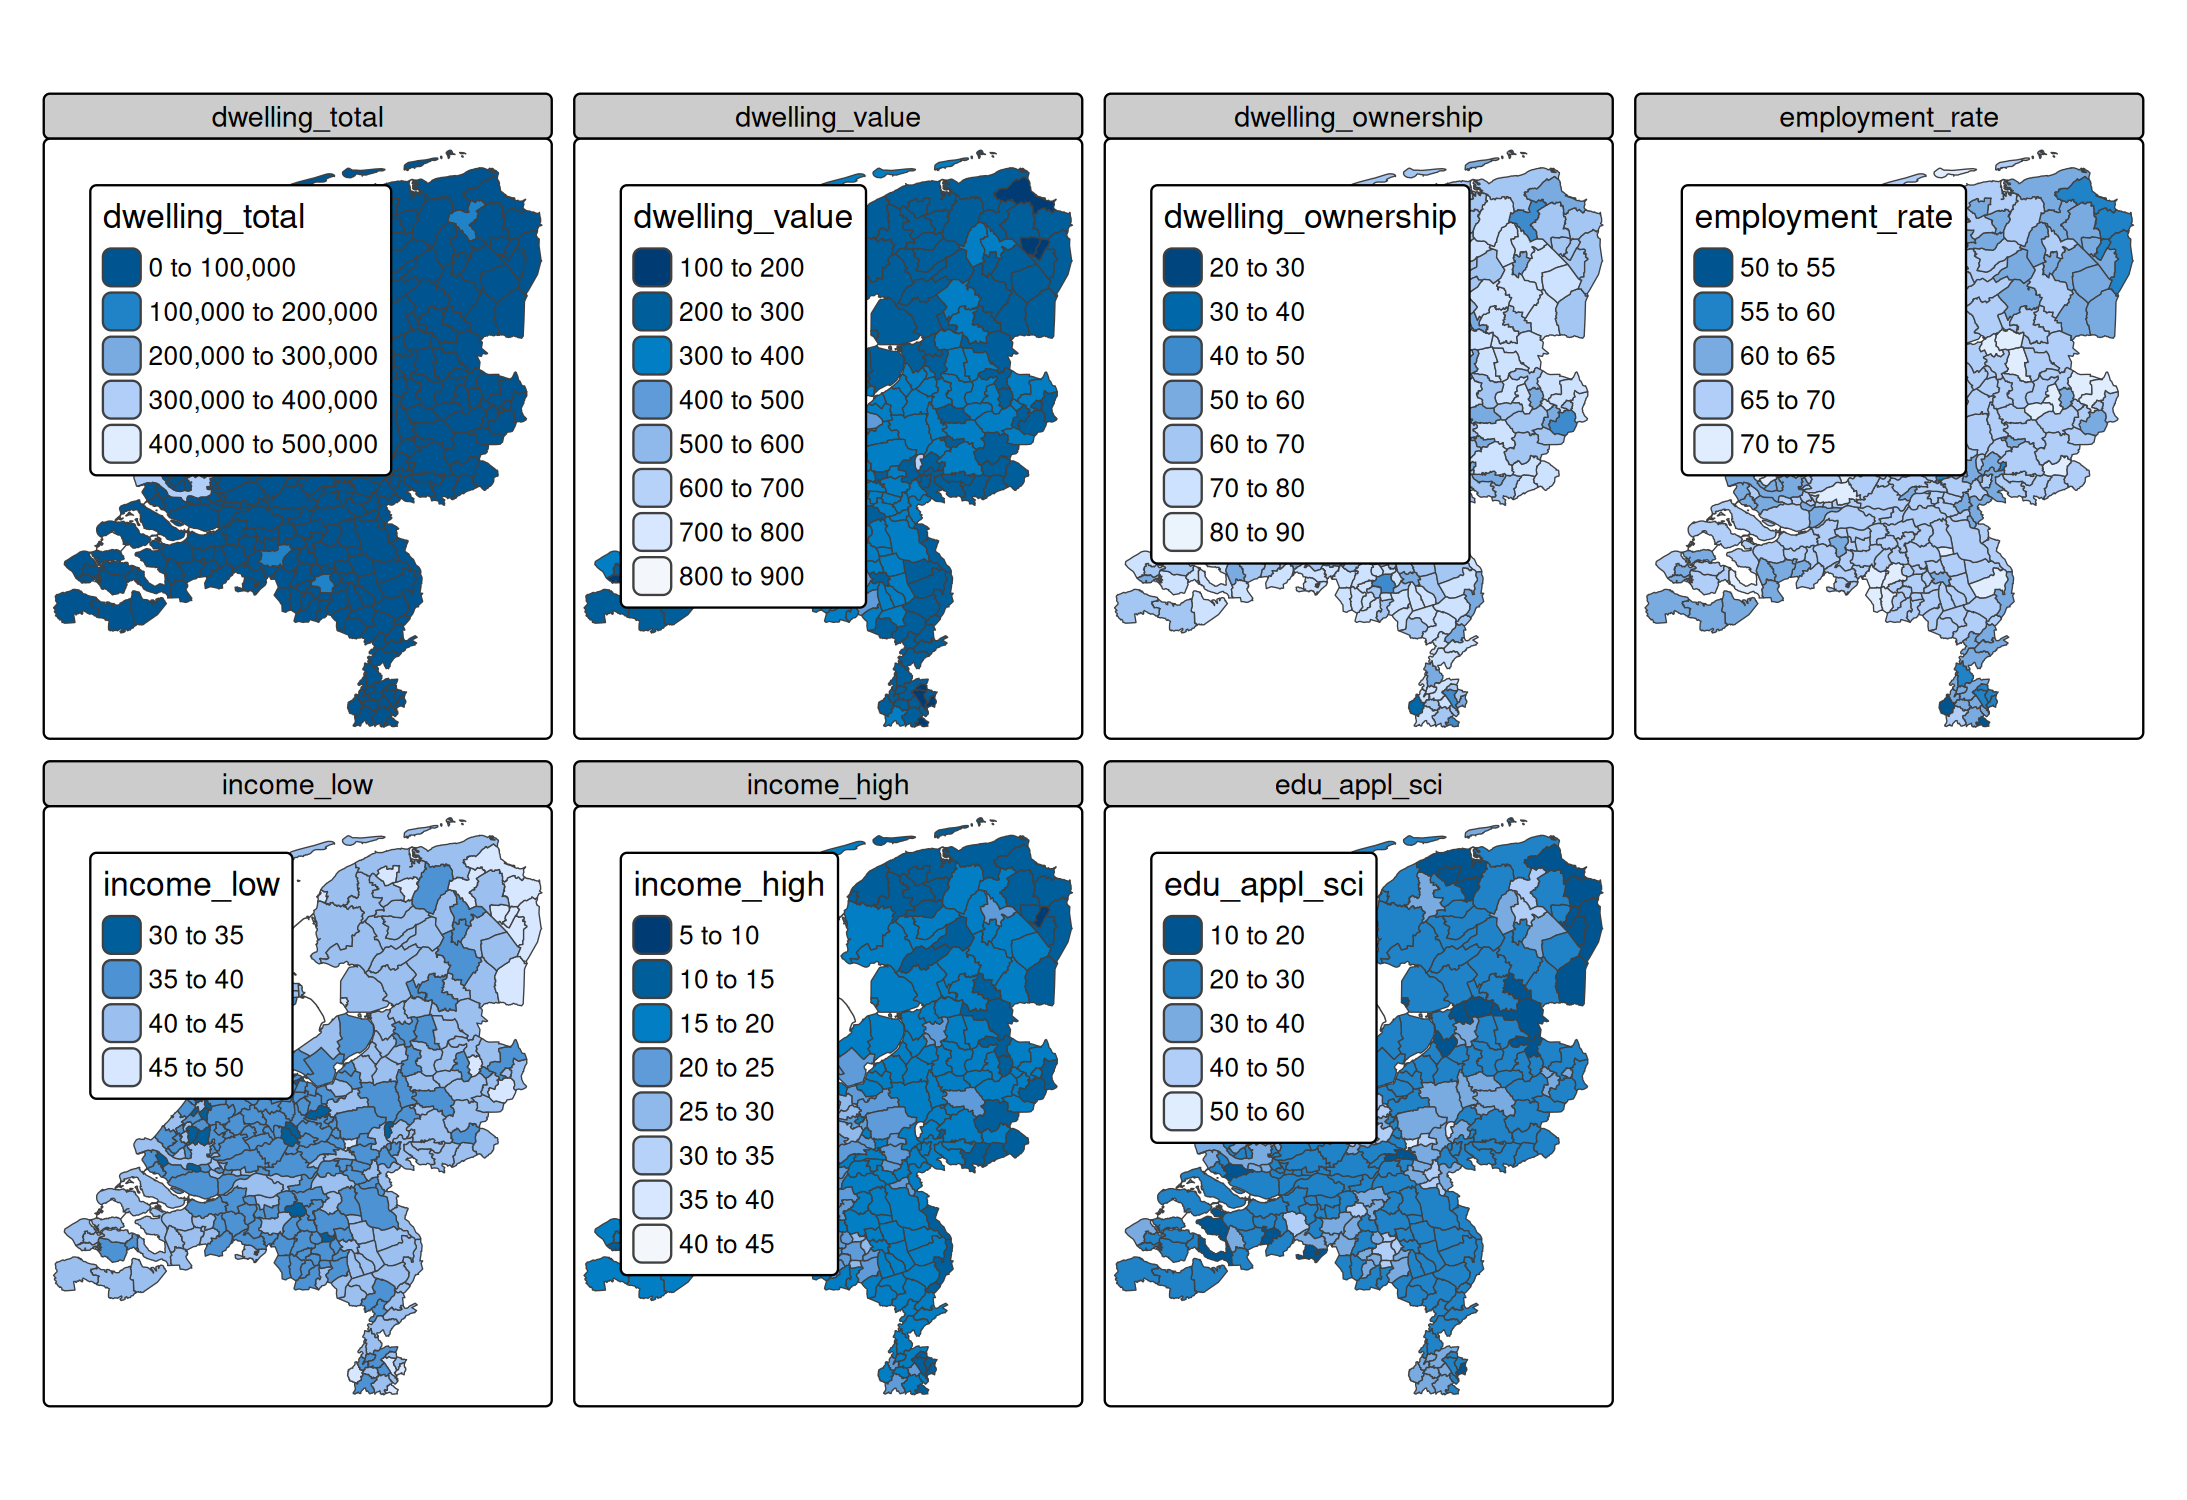 dwelling_total
dwelling_total
0 to 100,000
100,000 to 200,000
200,000 to 300,000
300,000 to 400,000
400,000 to 500,000
dwelling_value
dwelling_value
100 to 200
200 to 300
300 to 400
400 to 500
500 to 600
600 to 700
700 to 800
800 to 900
dwelling_ownership
dwelling_ownership
20 to 30
30 to 40
40 to 50
50 to 60
60 to 70
70 to 80
80 to 90
employment_rate
employment_rate
50 to 55
55 to 60
60 to 65
65 to 70
70 to 75
income_low
income_low
30 to 35
35 to 40
40 to 45
45 to 50
income_high
income_high
5 to 10
10 to 15
15 to 20
20 to 25
25 to 30
30 to 35
35 to 40
40 to 45
edu_appl_sci
edu_appl_sci
10 to 20
20 to 30
30 to 40
40 to 50
50 to 60